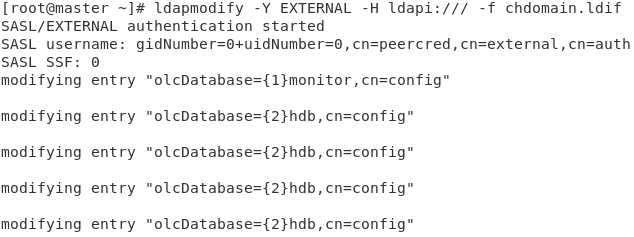 [root@master ~]# ldapmodify -Y EXTERNAL -H ldapi:/// -f chdomain.ldif
SASL/EXTERNAL authentication started
SASL username: gidNumber=0+uidNumber=0,cn=peercred,cn=external,cn=auth
SASL SSF: 0
modifying entry "olcDatabase={1}monitor,cn=config"
modifying entry "olcDatabase={2}hdb,cn=config"
modifying entry "olcDatabase={2}hdb,cn=config"
modifying entry "olcDatabase={2}hdb,cn=config"
modifying entry "olcDatabase={2}hdb,cn=config"